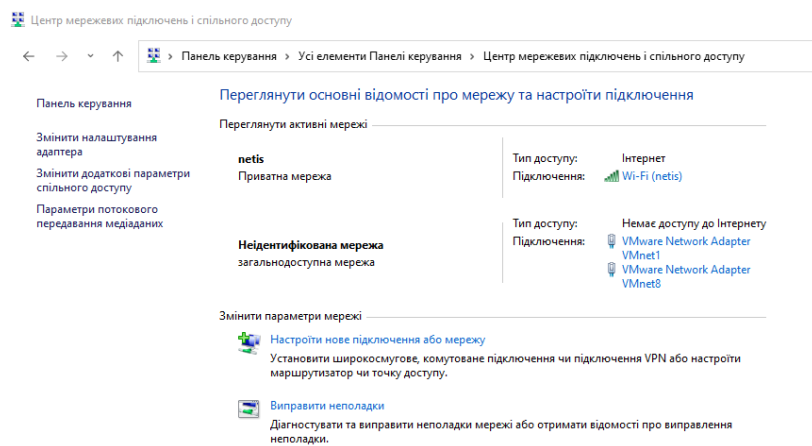 Центр мережевих підключень і спільного доступу
Панель керування › Усі елементи Панелі керування › Центр мережевих підключень і спільного доступу
Панель керування
Змінити налаштування
адаптера
Змінити додаткові параметри
спільного доступу
Параметри потокового
передавання медіаданих
Переглянути основні відомості про мережу та настроїти підключення
Переглянути активні мережі
netis
Приватна мережа
Тип доступу: Інтернет
Підключення: Wi-Fi (netis)
Неідентифікована мережа
загальнодоступна мережа
Тип доступу: Немає доступу до Інтернету
Підключення: VMware Network Adapter
VMnet1
VMware Network Adapter
VMnet8
Змінити параметри мережі
Настроїти нове підключення або мережу
Установити широкосмугове, комутоване підключення чи підключення VPN або настроїти
маршрутизатор чи точку доступу.
Виправити неполадки
Діагностувати та виправити неполадки мережі або отримати відомості про виправлення
неполадки.